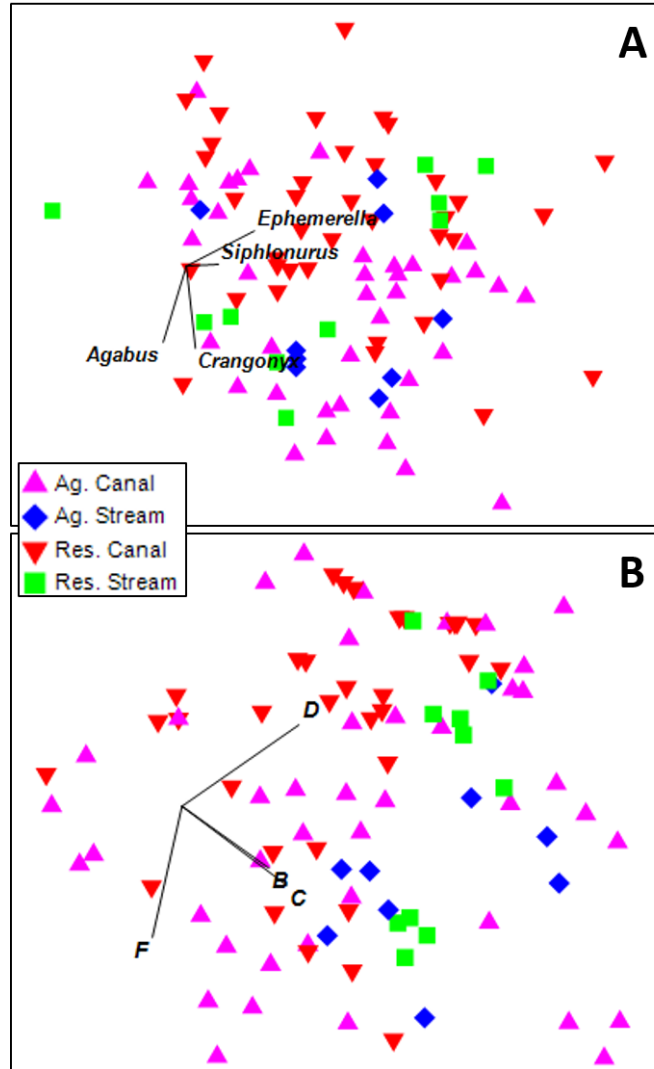 A
Ephemerella
Siphlonurus
Agabus
Crangonyx
Ag. Canal
Ag. Stream
Res. Canal
Res. Stream
B
D
B
C
F